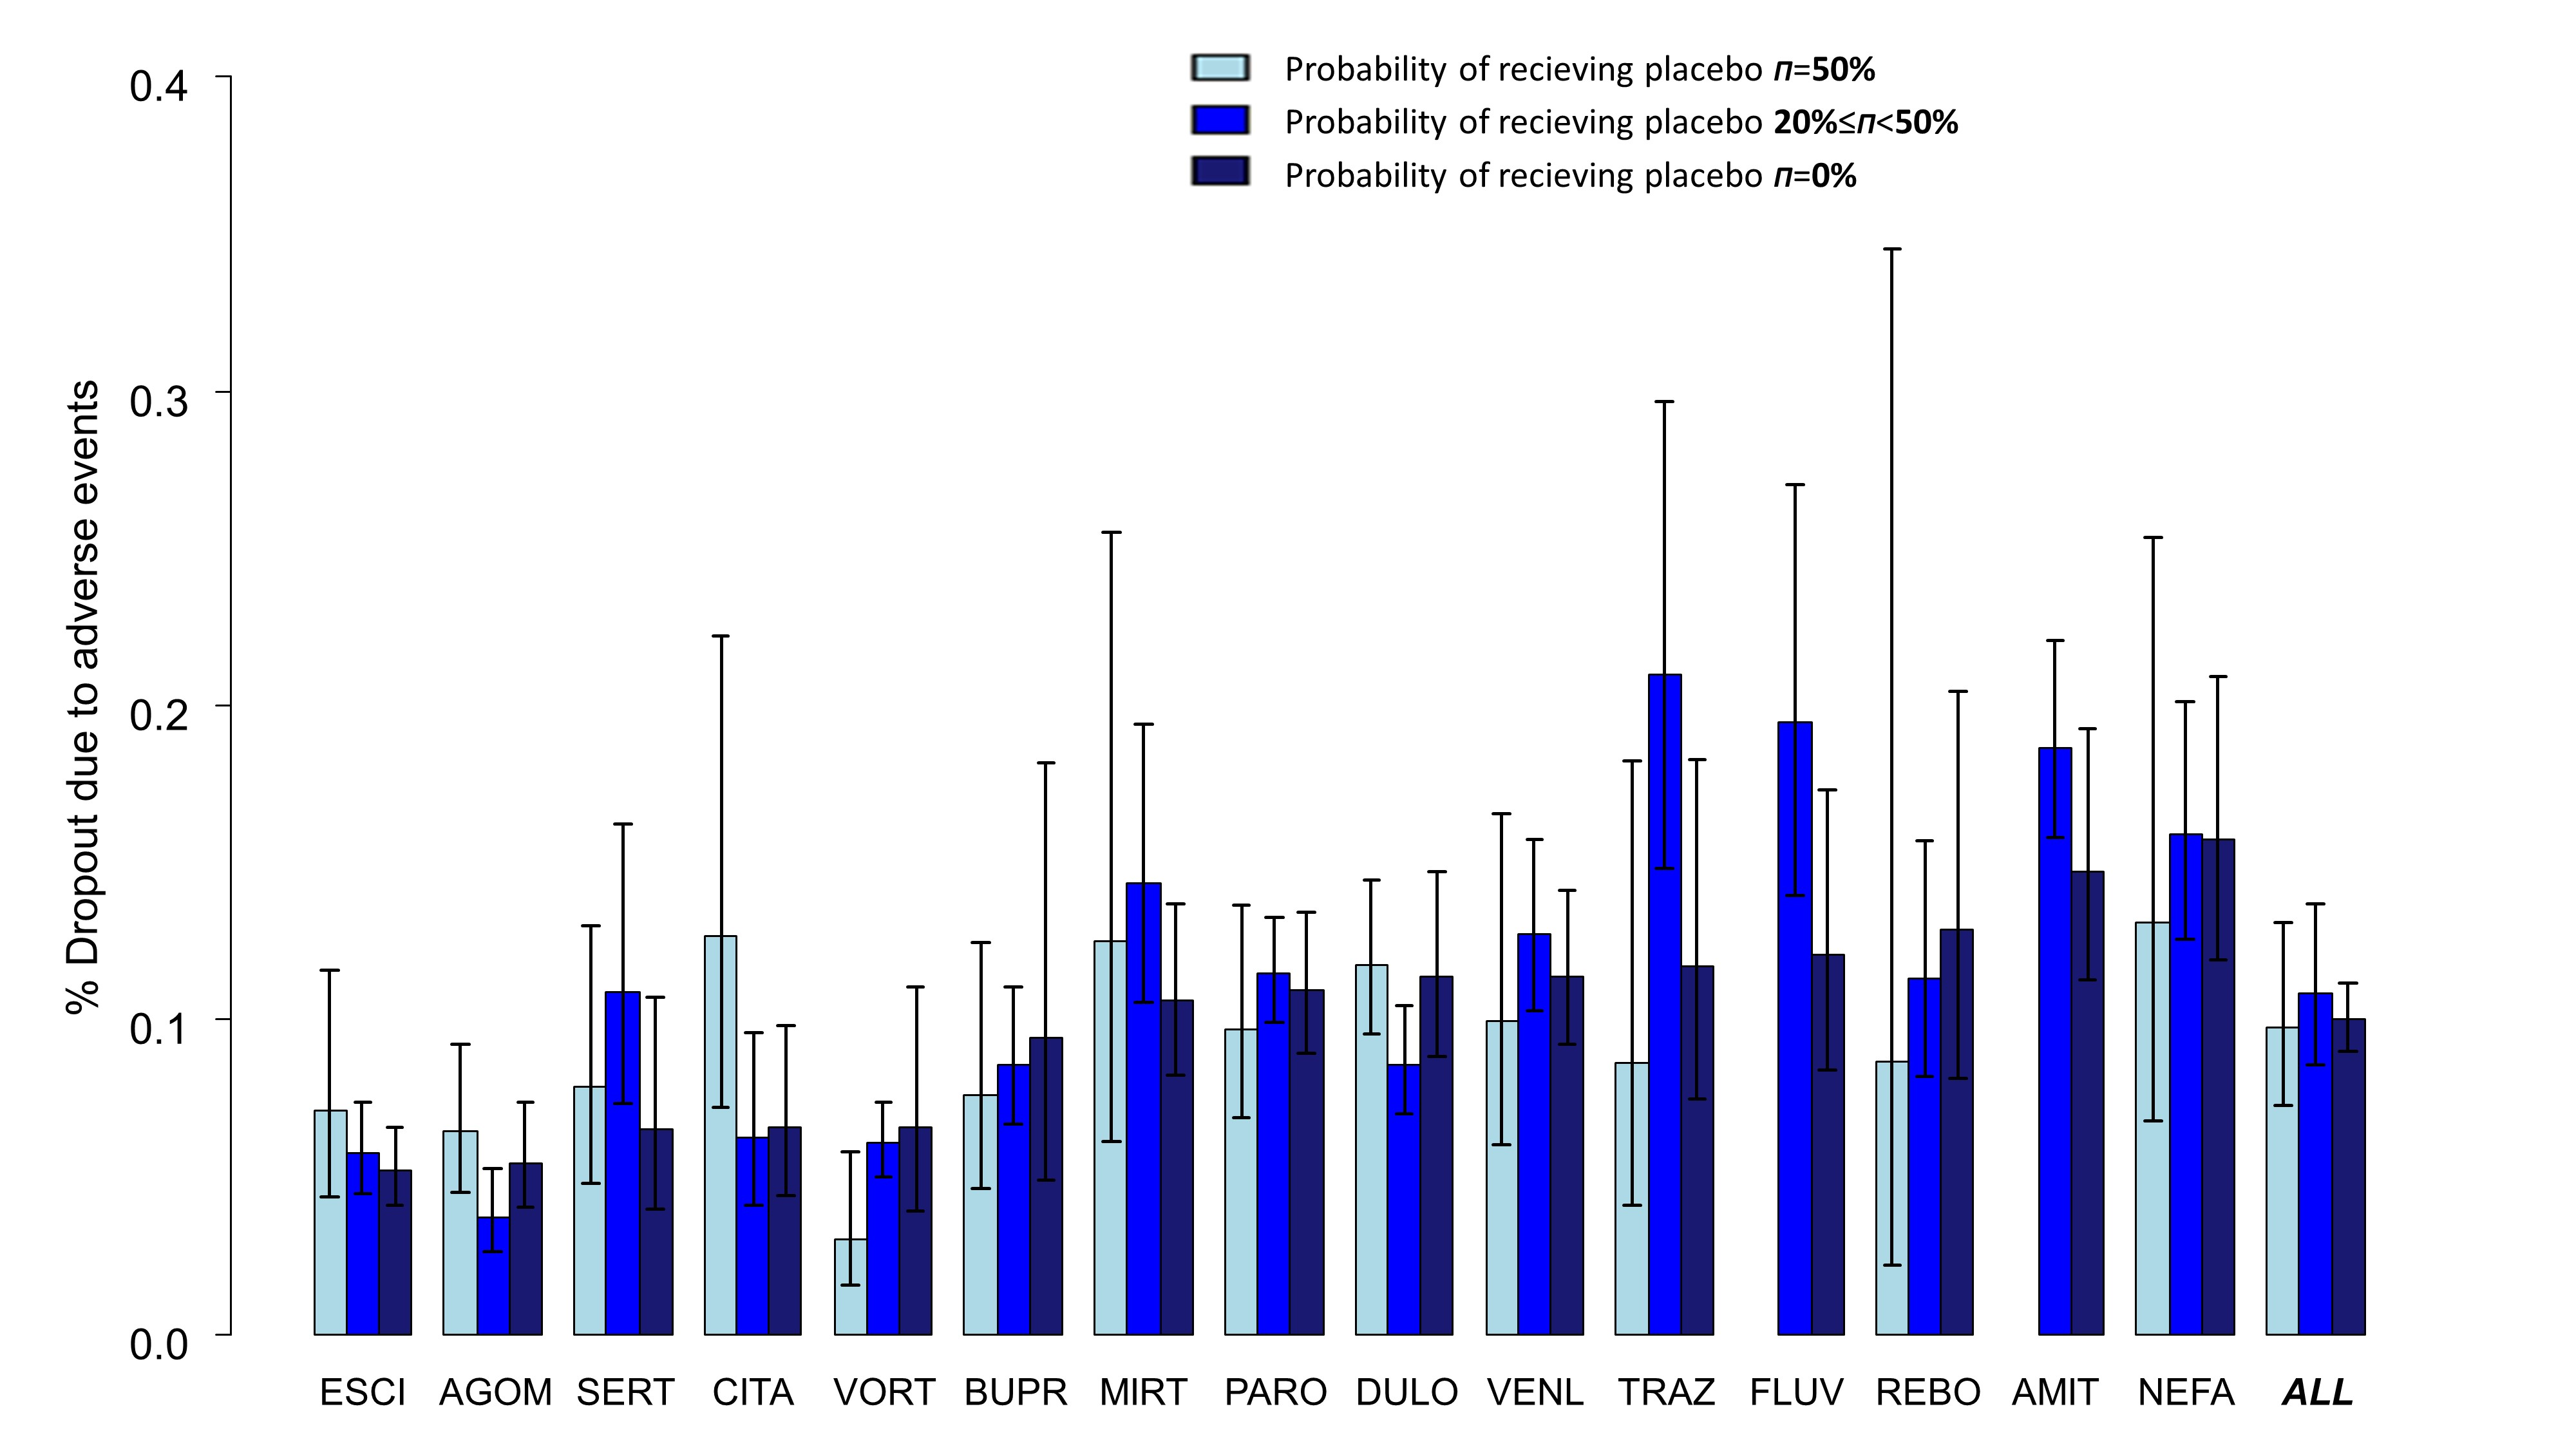 Probability of recieving placebo π=50%
Probability of recieving placebo 20%≤π<50%
Probability of recieving placebo π=0%
% Dropout due to adverse events
0.4
0.3
0.2
0.1
0.0
ESCI AGOM SERT CITA VORT BUPR MIRT PARO DULO VENL TRAZ FLUV REBO AMIT NEFA ALL